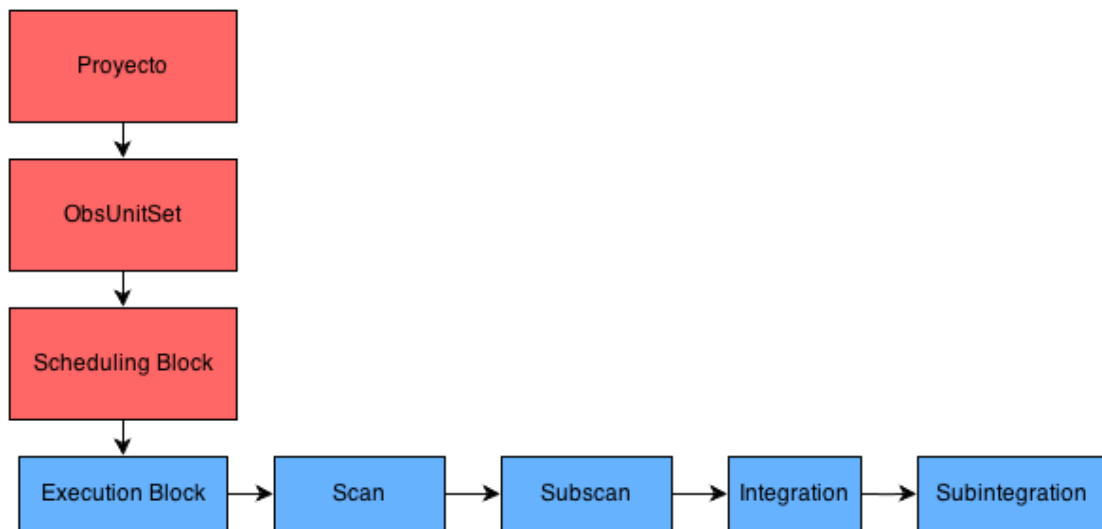 Proyecto
ObsUnitSet
Scheduling Block
Execution Block
Scan
Subscan
Integration
Subintegration